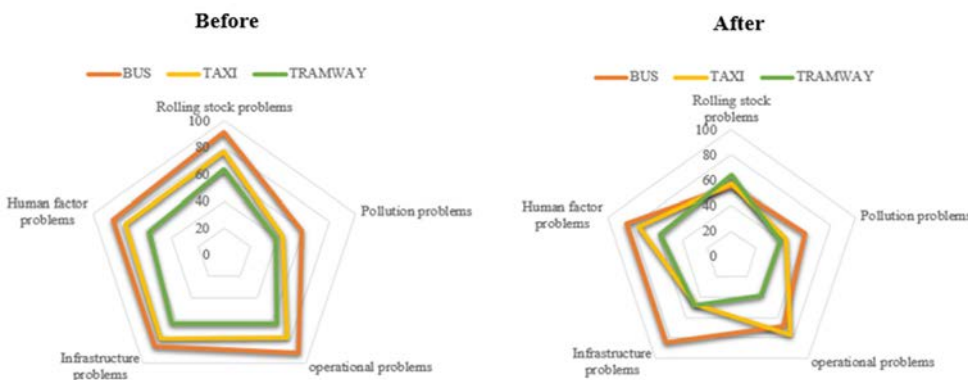 Before
BUS TAXI TRAMWAY
Rolling stock problems
100
80
60
40
20
0
Human factor
problems
Pollution problems
Infrastructure
problems
operational problems
After
BUS TAXI TRAMWAY
Rolling stock
problems
100
80
60
40
20
0
Human factor
problems
Pollution problems
Infrastructure
problems
operational problems